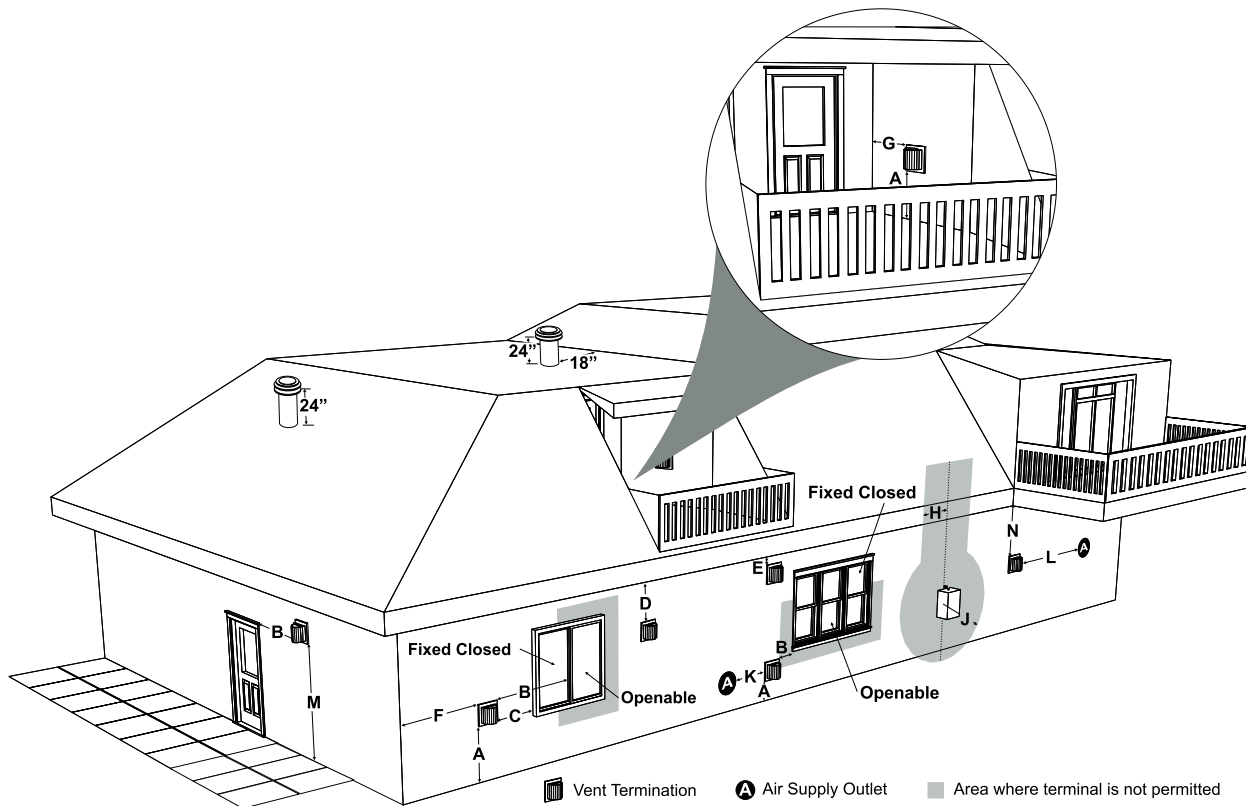 G
A
24”
18”
24”
Fixed Closed
H
N
E
L
A
D
J
B
Fixed Closed
B
K
A
A
B
Openable
Openable
M
F
C
A
Vent Termination
A Air Supply Outlet
Area where terminal is not permitted